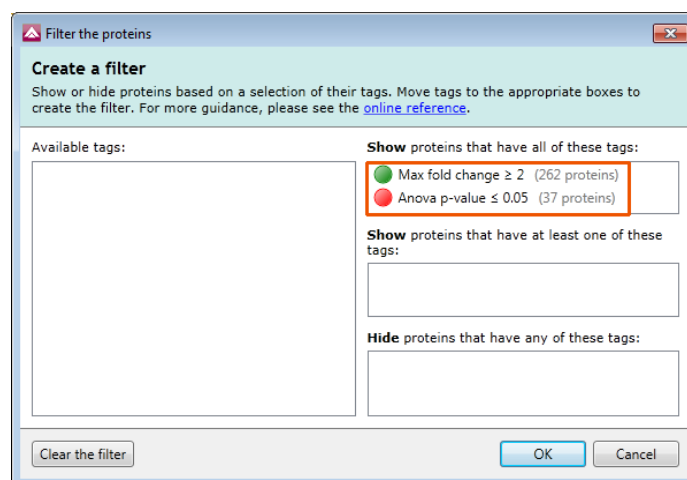 Filter the proteins
Create a filter
Show or hide proteins based on a selection of their tags. Move tags to the appropriate boxes to
create the filter. For more guidance, please see the online reference.
Available tags:
Show proteins that have all of these tags:
Max fold change ≥ 2 (262 proteins)
Anova p-value ≤ 0.05 (37 proteins)
Show proteins that have at least one of these
tags:
Hide proteins that have any of these tags:
Clear the filter
OK
Cancel